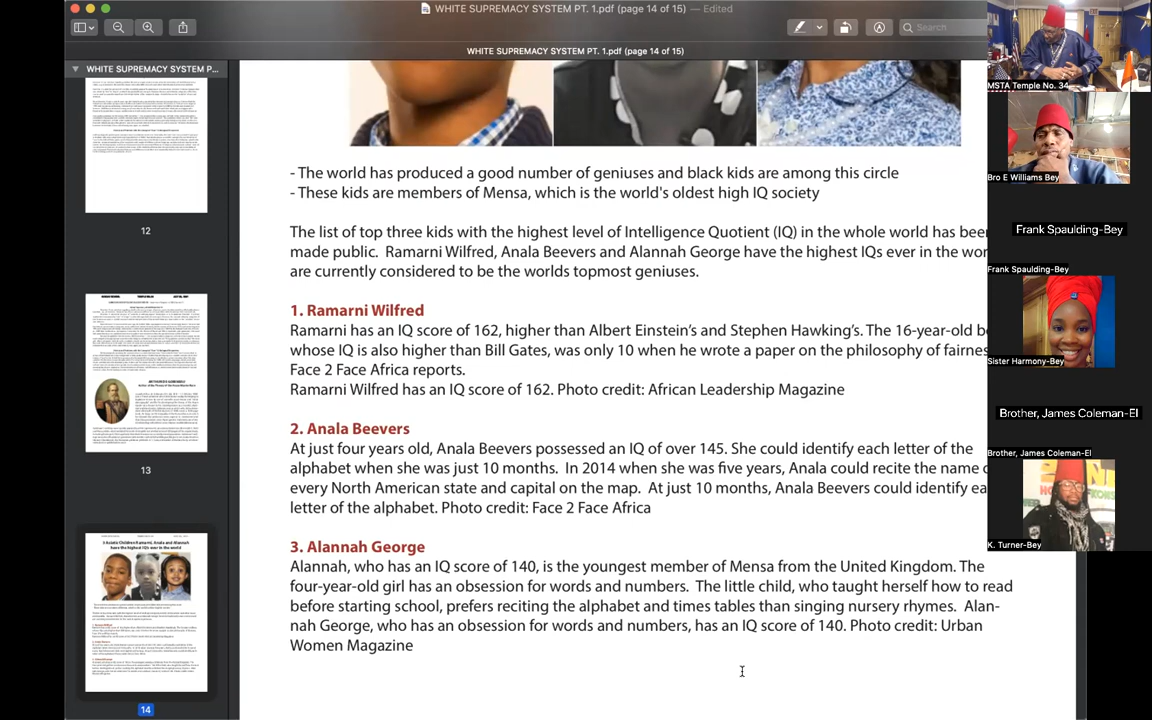 WHITE SUPREMACY SYSTEM PT. 1.pdf (page 14 of 15) — Edited
Search
WHITE SUPREMACY SYSTEM PT. 1.pdf (page 14 of 15)
WHITE SUPREMACY SYSTEM P...
12
13
3 Asiatic Children Ramarni, Anala and Alannah
have the highest IQs ever in the world
14
- The world has produced a good number of geniuses and black kids are among this circle
- These kids are members of Mensa, which is the world's oldest high IQ society
The list of top three kids with the highest level of Intelligence Quotient (IQ) in the whole world has been
made public. Ramarni Wilfred, Anala Beevers and Alannah George have the highest IQs ever in the wor
are currently considered to be the worlds topmost geniuses.
1. Ramarni Wilfred
Ramarni has an IQ score of 162, higher than Albert Einstein's and Stephen Hawking's. The 16-year-old b
whose IQ is also higher than Bill Gates, was only 10 when he wrote a paper on the philosophy of fairnes
Face 2 Face Africa reports.
Ramarni Wilfred has an IQ score of 162. Photo Credit: African Leadership Magazine
2. Anala Beevers
At just four years old, Anala Beevers possessed an IQ of over 145. She could identify each letter of the
alphabet when she was just 10 months. In 2014 when she was five years, Anala could recite the name o
every North American state and capital on the map. At just 10 months, Anala Beevers could identify ea
letter of the alphabet. Photo credit: Face 2 Face Africa
3. Alannah George
Alannah, who has an IQ score of 140, is the youngest member of Mensa from the United Kingdom. The
four-year-old girl has an obsession for words and numbers. The little child, who taught herself how to read
before starting school, prefers reciting the alphabet and times tables than singing nursery rhymes. Alan-
nah George, who has an obsession for words and numbers, has an IQ score of 140. Photo credit: Urban
Women Magazine
MSTA Temple No. 34
Bro E Williams Bey
Frank Spaulding-Bey
Frank Spaulding-Bey
Sister Harmony-Bey
Brother, James Coleman-El
Brother, James Coleman-El
K. Turner-Bey